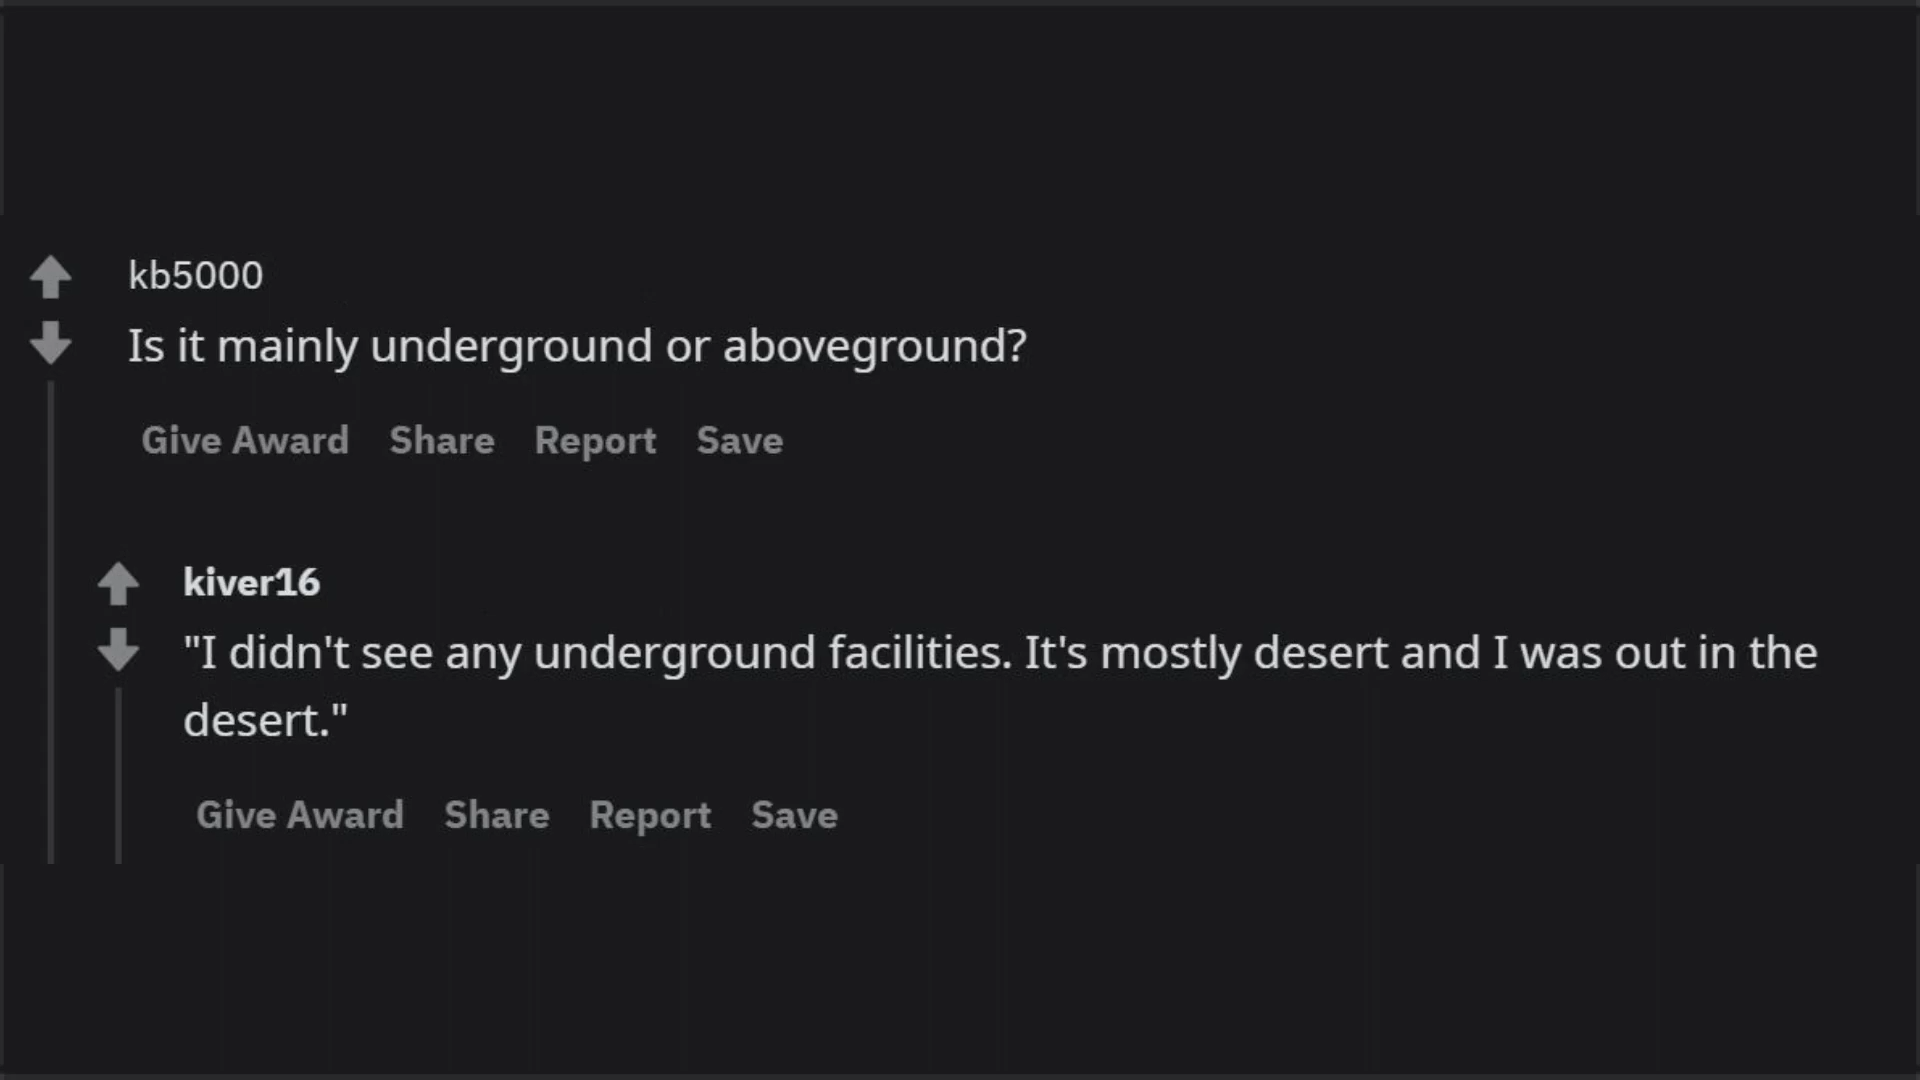 kb5000
Is it mainly underground or aboveground?
Give Award Share Report Save
kiver16
"I didn't see any underground facilities. It's mostly desert and I was out in the
desert."
Give Award Share Report Save